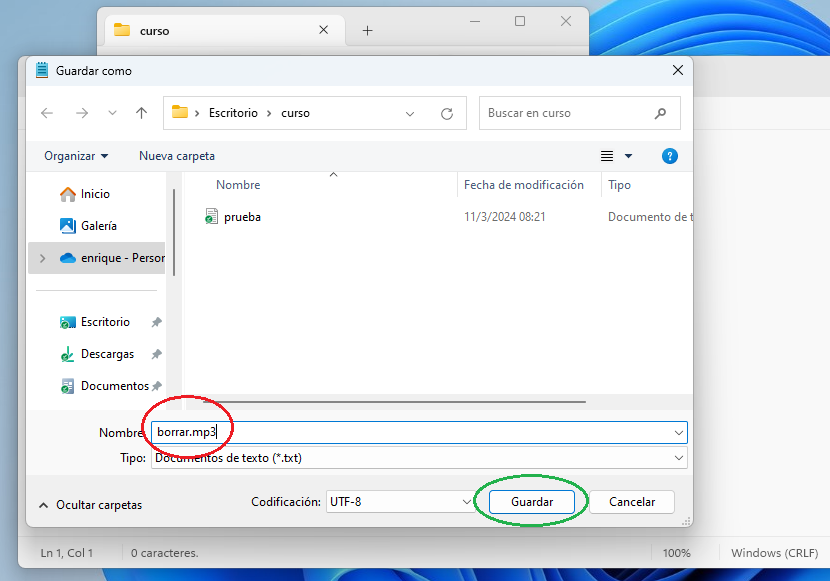 curso
Guardar como
Escritorio > curso
Buscar en curso
Organizar
Nueva carpeta
Nombre
Fecha de modificación
Tipo
Inicio
prueba
11/3/2024 08:21
Documento de t
Galería
enrique - Person
Escritorio
Descargas
Documentos
Nombre:
borrar.mp3
Tipo:
Documentos de texto (*.txt)
Ocultar carpetas
Codificación:
UTF-8
Guardar
Cancelar
Ln 1, Col 1
0 caracteres.
100%
Windows (CRLF)